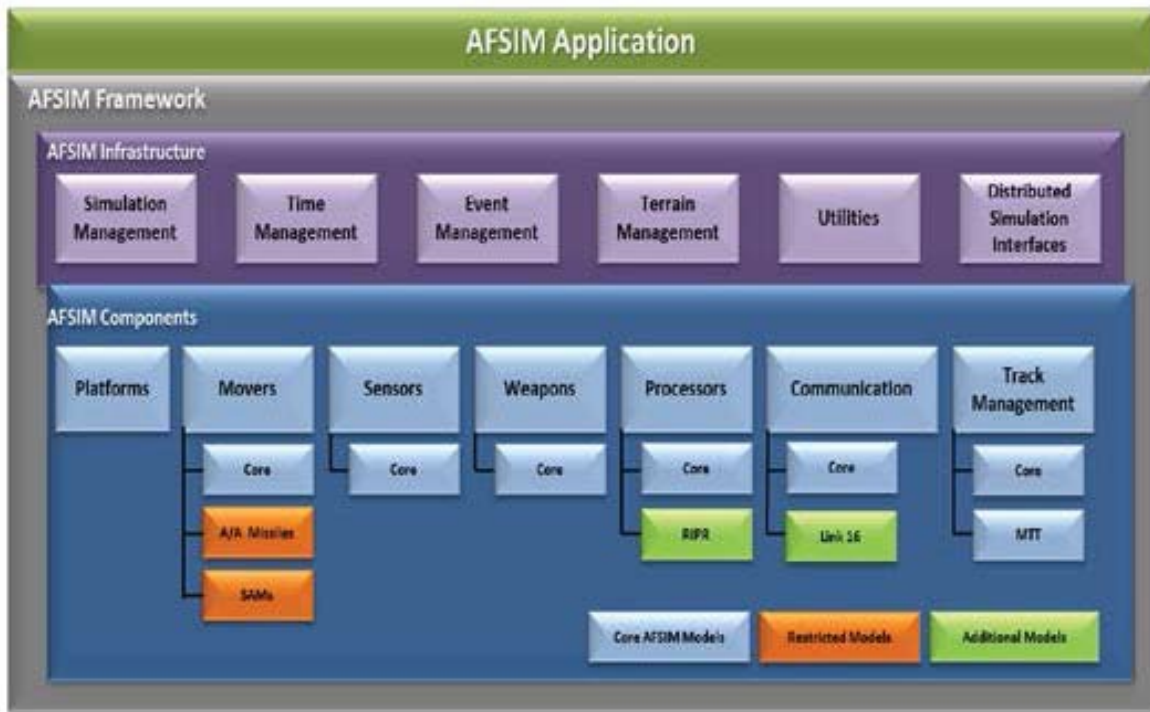 AFSIM Application
AFSIM Framework
AFSIM Infrastructure
Simulation
Management
Time
Management
Event
Management
Terrain
Management
Utilities
Distributed
Simulation
Interfaces
AFSIM Components
Platforms
Movers
Sensors
Weapons
Processors
Communication
Track
Management
Core
Core
Core
Core
Core
Core
A/A Missiles
RIPR
Link 16
MTT
SAMs
Core AFSIM Models
Restricted Models
Additional Models